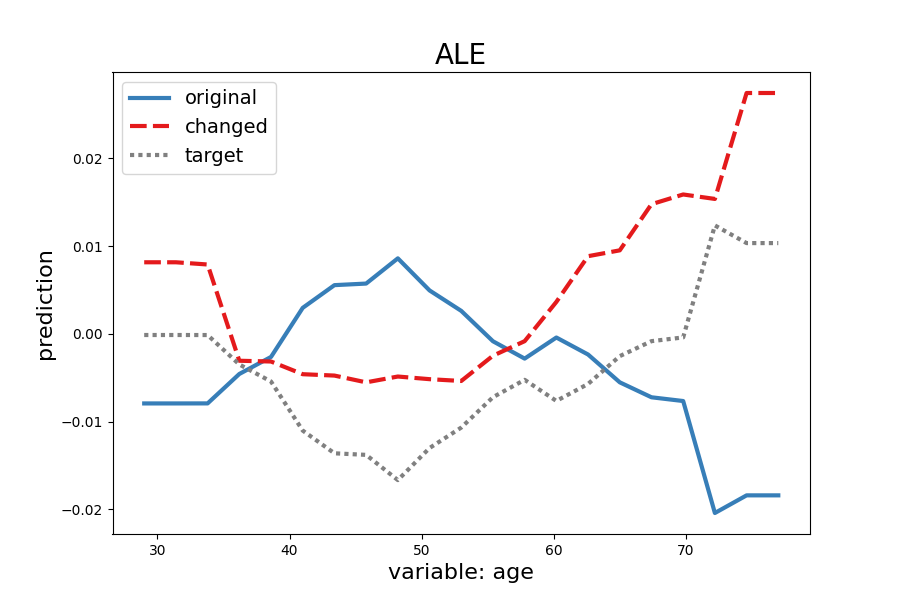 ALE
original
changed
target
prediction
0.02
0.01
0.00
−0.01
−0.02
30 40 50 60 70
variable: age